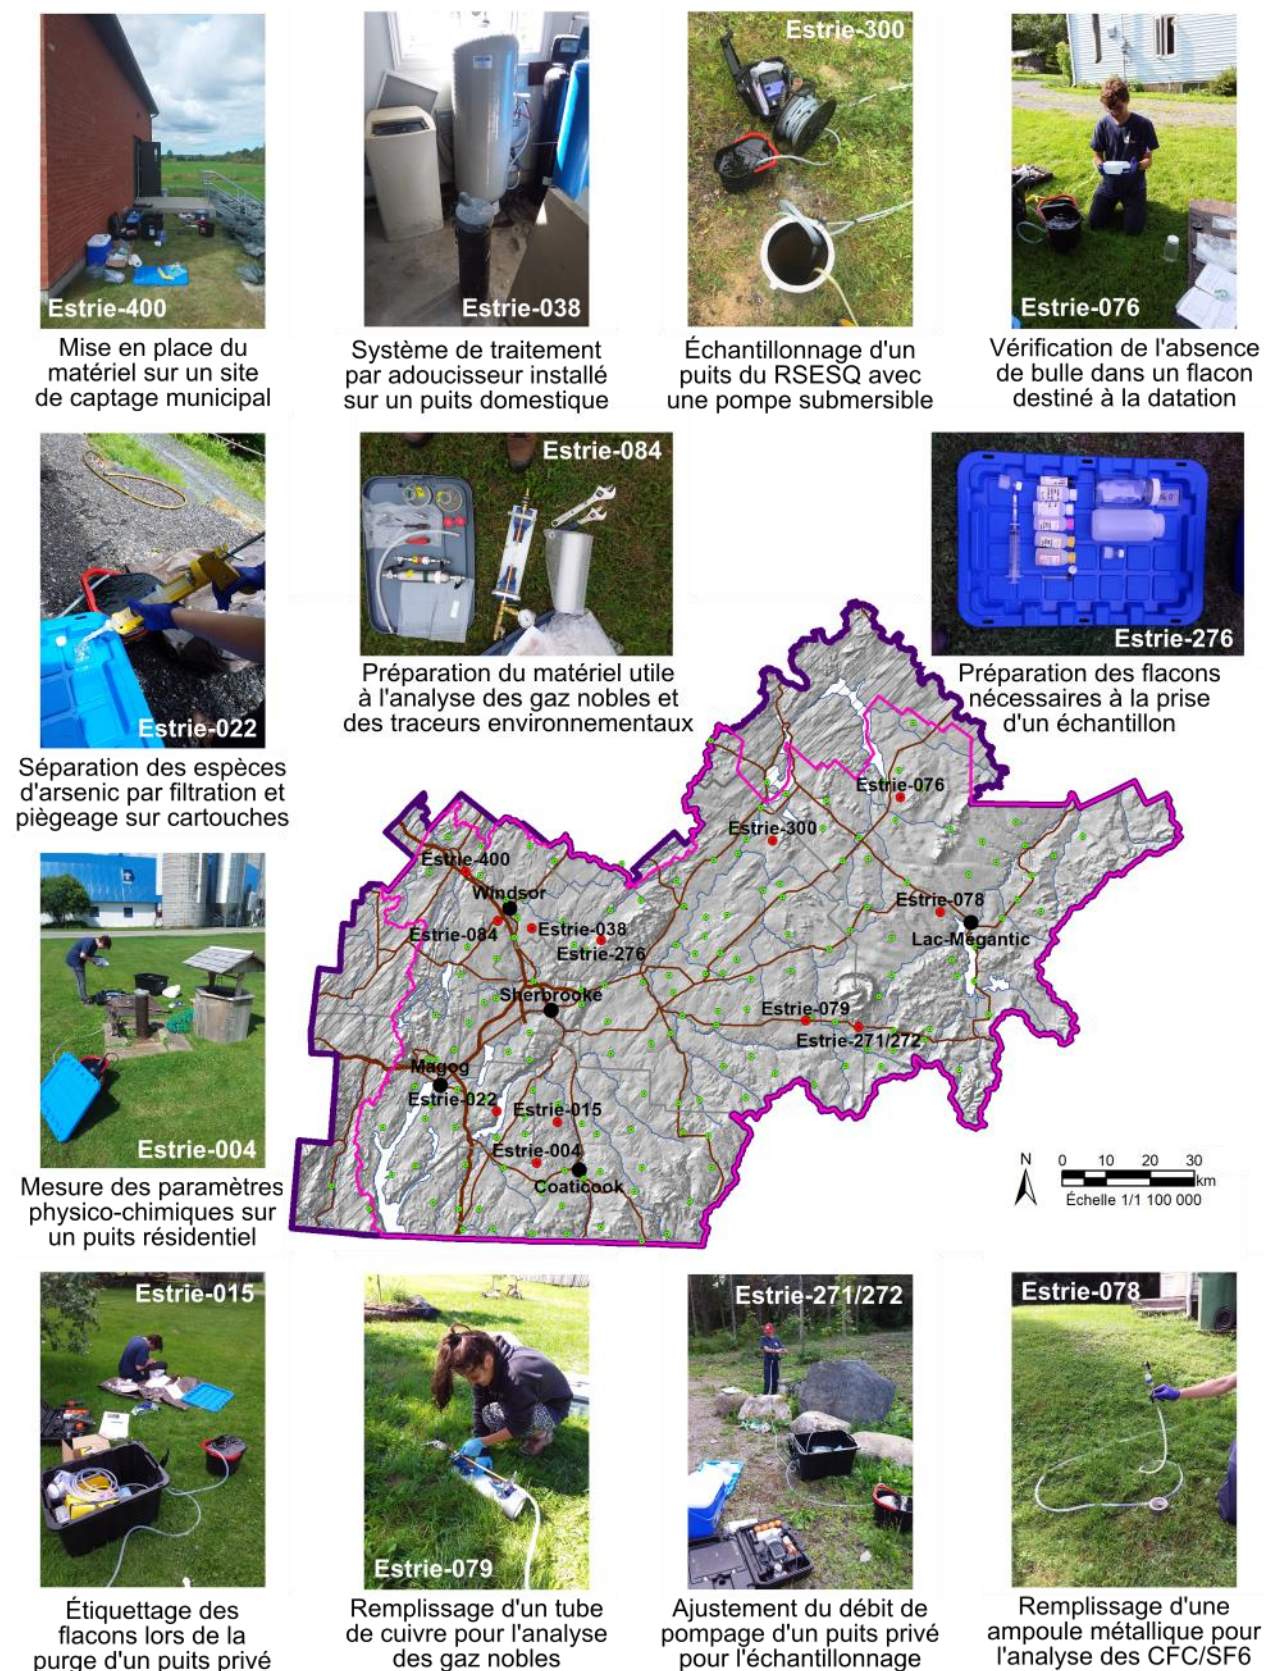 Estrie-400
Mise en place du
matériel sur un site
de captage municipal
Estrie-038
Système de traitement
par adoucisseur installé
sur un puits domestique
Estrie-300
Échantillonnage d'un
puits du RSESQ avec
une pompe submersible
Estrie-076
Vérification de l'absence
de bulle dans un flacon
destiné à la datation
Estrie-022
Séparation des espèces
d'arsenic par filtration et
piègeage sur cartouches
Estrie-084
Préparation du matériel utile
à l'analyse des gaz nobles et
des traceurs environnementaux
Estrie-276
Préparation des flacons
nécessaires à la prise
d'un échantillon
Estrie-004
Mesure des paramètres
physico-chimiques sur
un puits résidentiel
Estrie-076
Estrie-300
Estrie-400
Windsor
Estrie-078
Estrie-084
Estrie-038
Lac-Mégantic
Estrie-276
Sherbrooke
Estrie-079
Estrie-271/272
Magog
Estrie-022
Estrie-015
Estrie-004
Coaticook
N
0 10 20 30
km
Échelle 1/1 100 000
Estrie-015
Étiquettage des
flacons lors de la
purge d'un puits privé
Estrie-079
Remplissage d'un tube
de cuivre pour l'analyse
des gaz nobles
Estrie-271/272
Ajustement du débit de
pompage d'un puits privé
pour l'échantillonnage
Estrie-078
Remplissage d'une
ampoule métallique pour
l'analyse des CFC/SF6